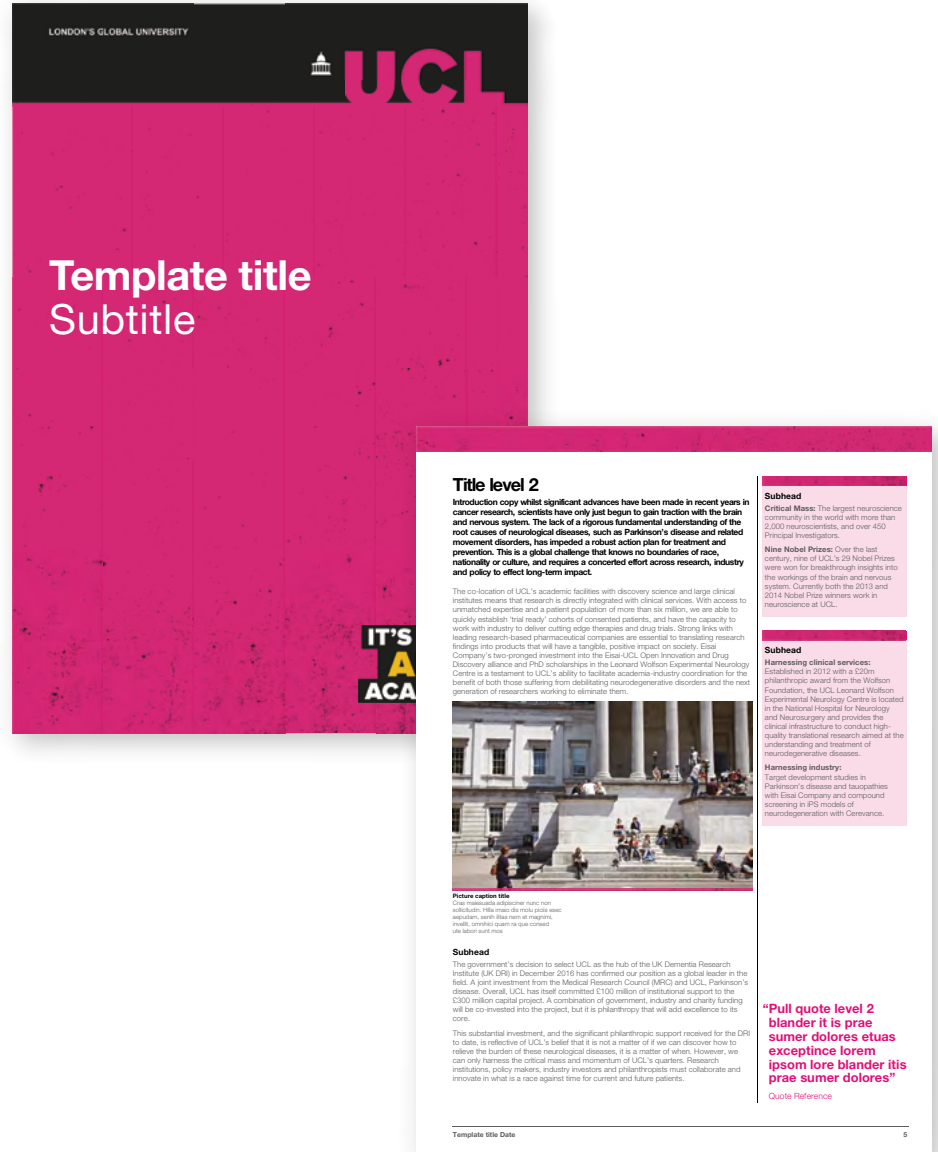 LONDON'S GLOBAL UNIVERSITY
UCL
Template title
Subtitle
IT'S
A
ACA
Title level 2
Introduction copy whilst significant advances have been made in recent years in
cancer research, scientists have only just begun to gain traction with the brain
and nervous system. The lack of a rigorous fundamental understanding of the
root causes of neurological diseases, such as Parkinson's disease and related
movement disorders, has impeded a robust action plan for treatment and
prevention. This is a global challenge that knows no boundaries of race,
nationality or culture, and requires a concerted effort across research, industry
and policy to effect long-term impact.
The co-location of UCL's academic facilities with discovery science and large clinical
institutes means that research is directly integrated with clinical services. With access to
unmatched expertise and a patient population of more than six million, we are able to
quickly establish 'trial ready' cohorts of consented patients, and have the capacity to
work with industry to deliver cutting edge therapies and drug trials. Strong links with
leading research-based pharmaceutical companies are essential to translating research
findings into products that will have a tangible, positive impact on society. Eisai
Company's two-pronged investment into the Eisai-UCL Open Innovation and Drug
Discovery alliance and PhD scholarships in the Leonard Wolfson Experimental Neurology
Centre is a testament to UCL's ability to facilitate academia-industry coordination for the
benefit of both those suffering from debilitating neurodegenerative disorders and the next
generation of researchers working to eliminate them.
Picture caption title
Cras malesuada adipisciner nunc non
sollicitudin. Hilla imaio dis molu piciis
sequdam, senih illtas nem et magnimi,
invellit, omnihici quam ra que consed
ute labori sunt mos
Subhead
The government's decision to select UCL as the hub of the UK Dementia Research
Institute (UK DRI) in December 2016 has confirmed our position as a global leader in the
field. A joint investment from the Medical Research Council (MRC) and UCL, Parkinson's
disease. Overall, UCL has itself committed £100 million of institutional support to the
£300 million capital project. A combination of government, industry and charity funding
will be co-invested into the project, but it is philanthropy that will add excellence to its
core.
This substantial investment, and the significant philanthropic support received for the DRI
to date, is reflective of UCL's belief that it is not a matter of if we can discover how to
relieve the burden of these neurological diseases, it is a matter of when. However, we
can only harness the critical mass and momentum of UCL's quarters. Research
institutions, policy makers, industry investors and philanthropists must collaborate and
innovate in what is a race against time for current and future patients.
Subhead
Critical Mass: The largest neuroscience
community in the world with more than
2,000 neuroscientists, and over 450
Principal Investigators.
Nine Nobel Prizes: Over the last
century, nine of UCL's 29 Nobel Prizes
were won for breakthrough insights into
the workings of the brain and nervous
system. Currently both the 2013 and
2014 Nobel Prize winners work in
neuroscience at UCL.
Subhead
Harnessing clinical services:
Established in 2012 with a £20m
philanthropic award from the Wolfson
Foundation, the UCL Leonard Wolfson
Experimental Neurology Centre is located
in the National Hospital for Neurology
and Neurosurgery and provides the
clinical infrastructure to conduct high-
quality translational research aimed at the
understanding and treatment of
neurodegenerative diseases.
Harnessing industry:
Target development studies in
Parkinson's disease and tauopathies
with Eisai Company and compound
screening in iPS models of
neurodegeneration with Cerevance.
“Pull quote level 2
blander it is prae
sumer dolores etuas
exceptince lorem
ipsom lore blander itis
prae sumer dolores”
Quote Reference
Template title Date
5